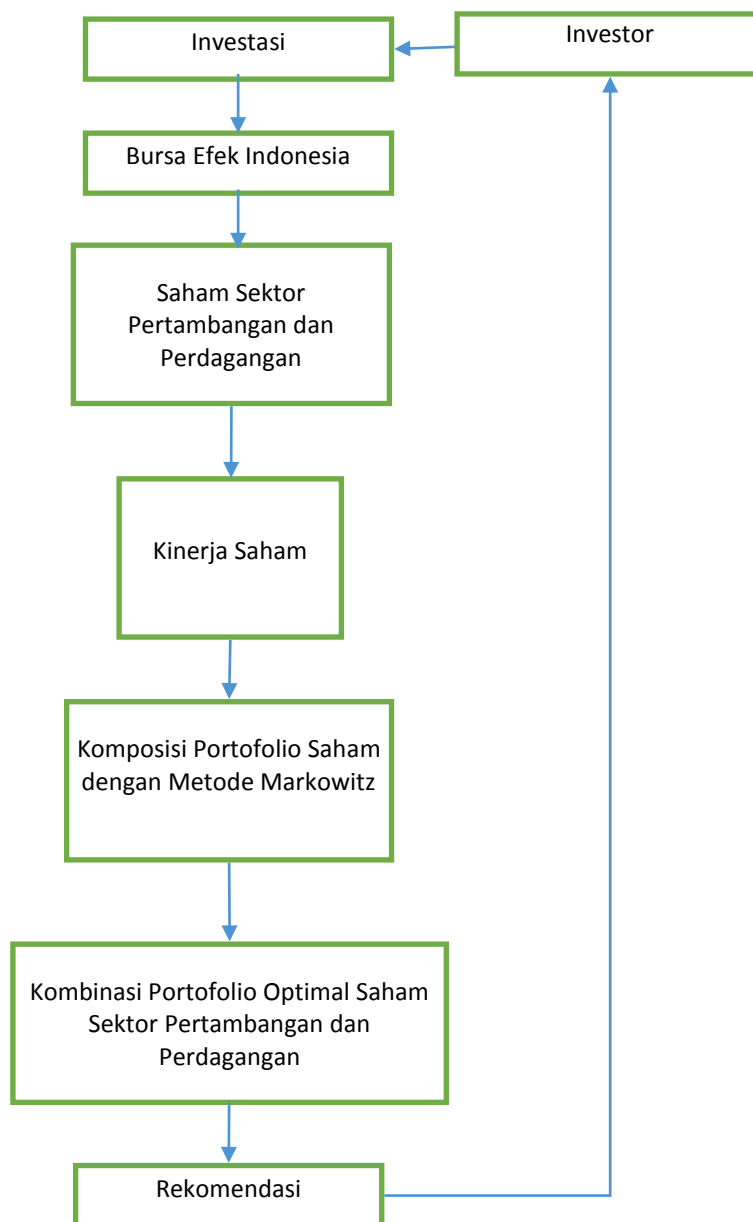 Investasi
Investor
Bursa Efek Indonesia
Saham Sektor
Pertambangan dan
Perdagangan
Kinerja Saham
Komposisi Portofolio Saham
dengan Metode Markowitz
Kombinasi Portofolio Optimal Saham
Sektor Pertambangan dan
Perdagangan
Rekomendasi